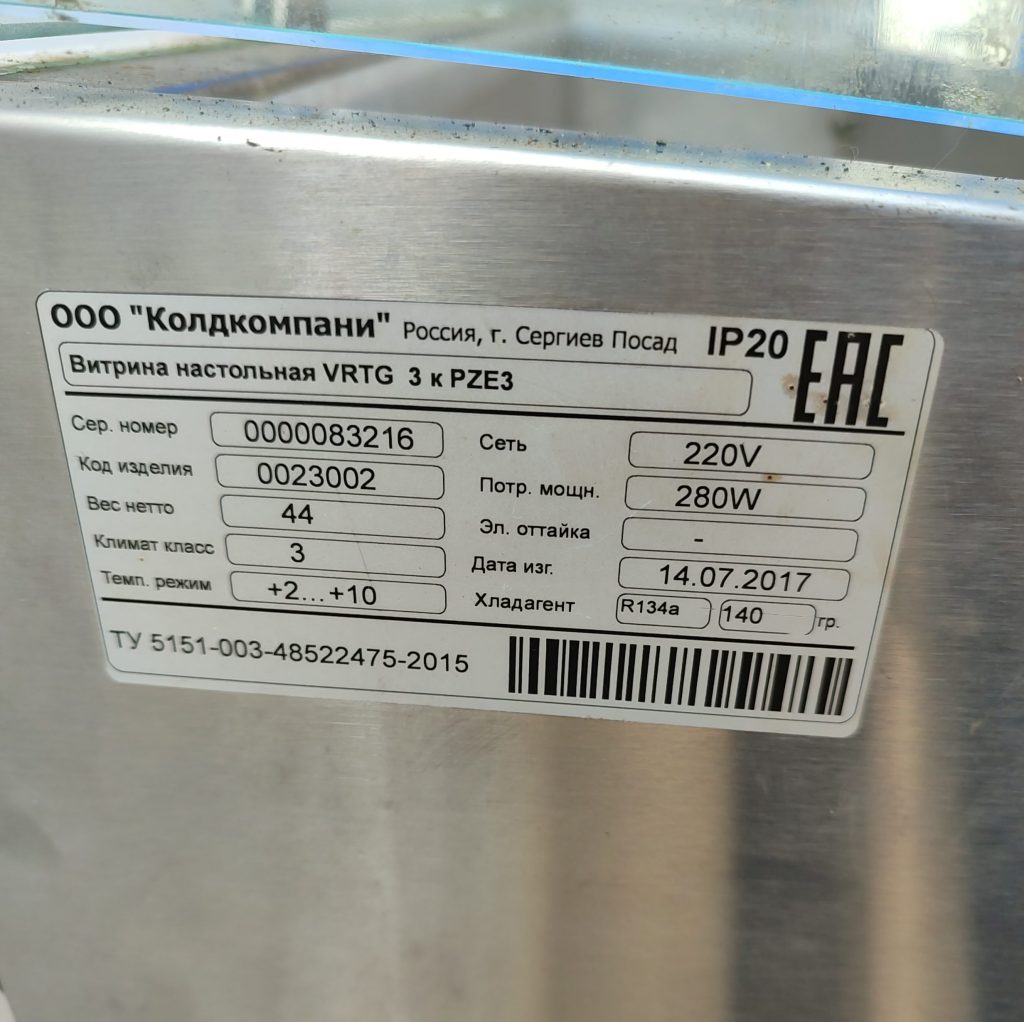 ООО "Колдкомпани" Россия, г. Сергиев Посад IP20 EAC
Витрина настольная VRTG 3 к PZE3
Сер. номер 0000083216 Сеть 220V
Код изделия 0023002 Потр. мощн. 280W
Вес нетто 44 Эл. оттайка -
Климат класс 3 Дата изг. 14.07.2017
Темп. режим +2...+10 Хладагент R134a 140 гр.
ТУ 5151-003-48522475-2015